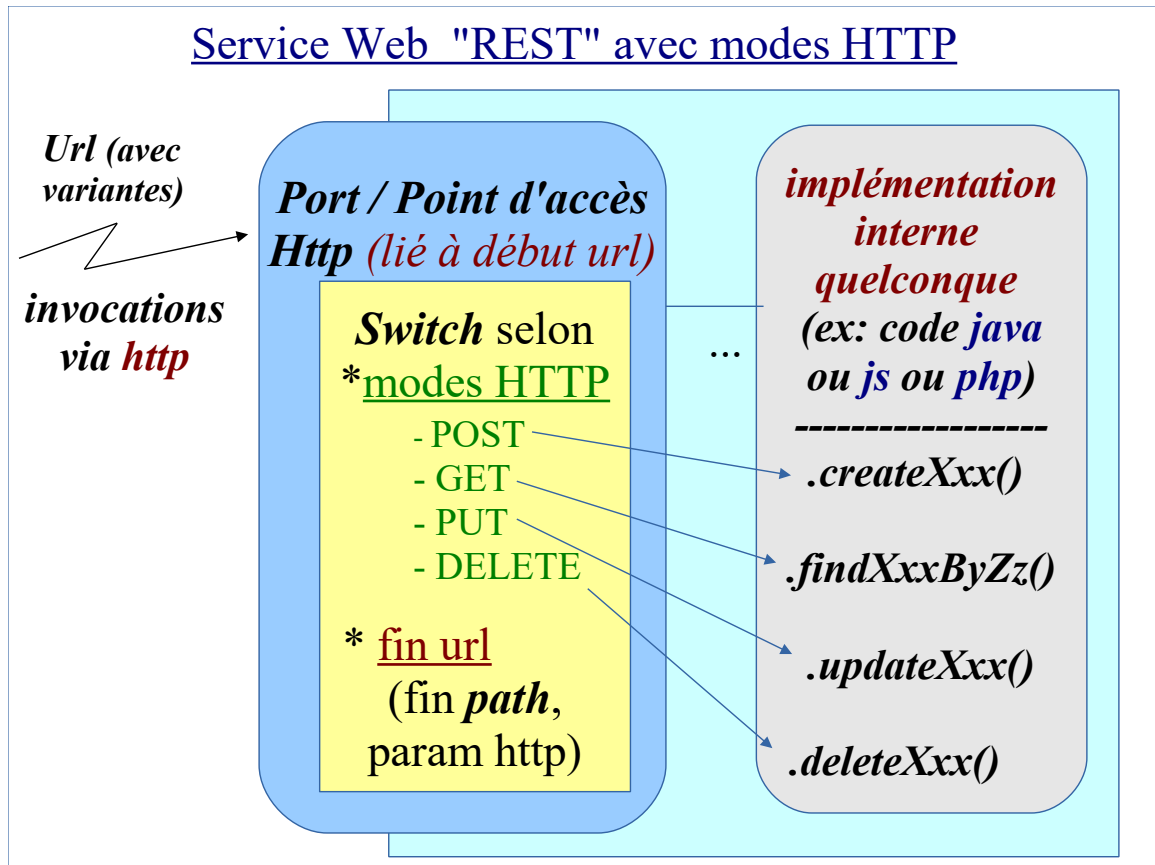 Service Web "REST" avec modes HTTP
Url (avec
variantes)
invocations
via http
Port / Point d'accès
Http (lié à début url)
Switch selon
*modes HTTP
- POST
- GET
- PUT
- DELETE
* fin url
(fin path,
param http)
...
implémentation
interne
quelconque
(ex: code java
ou js ou php)
------------------
.createXxx()
.findXxxByZz()
.updateXxx()
.deleteXxx()